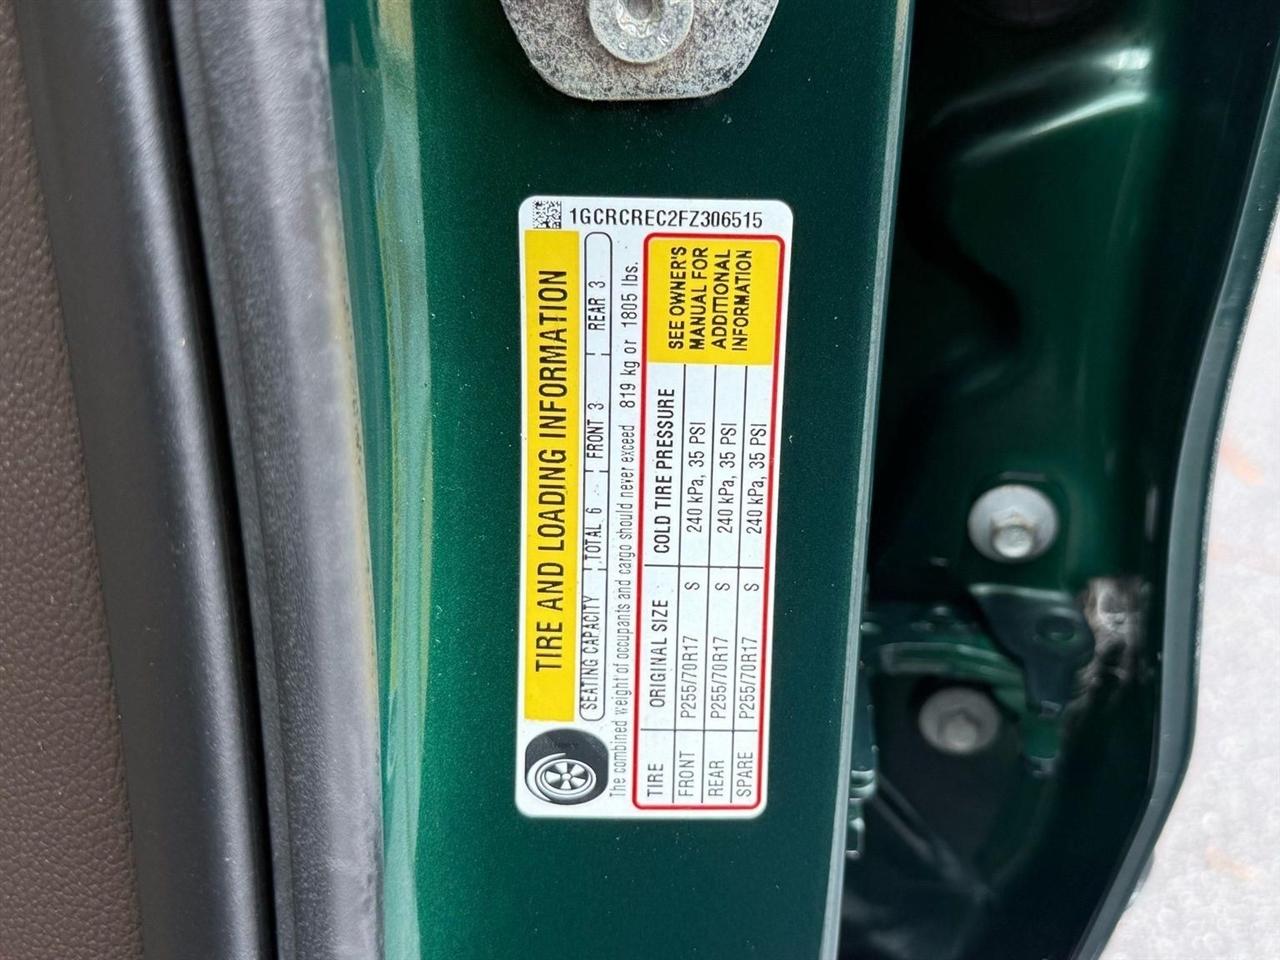 1GCRCREC2FZ306515
TIRE AND LOADING INFORMATION
SEATING CAPACITY TOTAL 6 FRONT 3 REAR 3
The combined weight of occupants and cargo should never exceed 819 kg or 1805 lbs.
TIRE ORIGINAL SIZE COLD TIRE PRESSURE
FRONT P255/70R17 S 240 kPa, 35 PSI
REAR P255/70R17 S 240 kPa, 35 PSI
SPARE P255/70R17 S 240 kPa, 35 PSI
SEE OWNER'S
MANUAL FOR
ADDITIONAL
INFORMATION